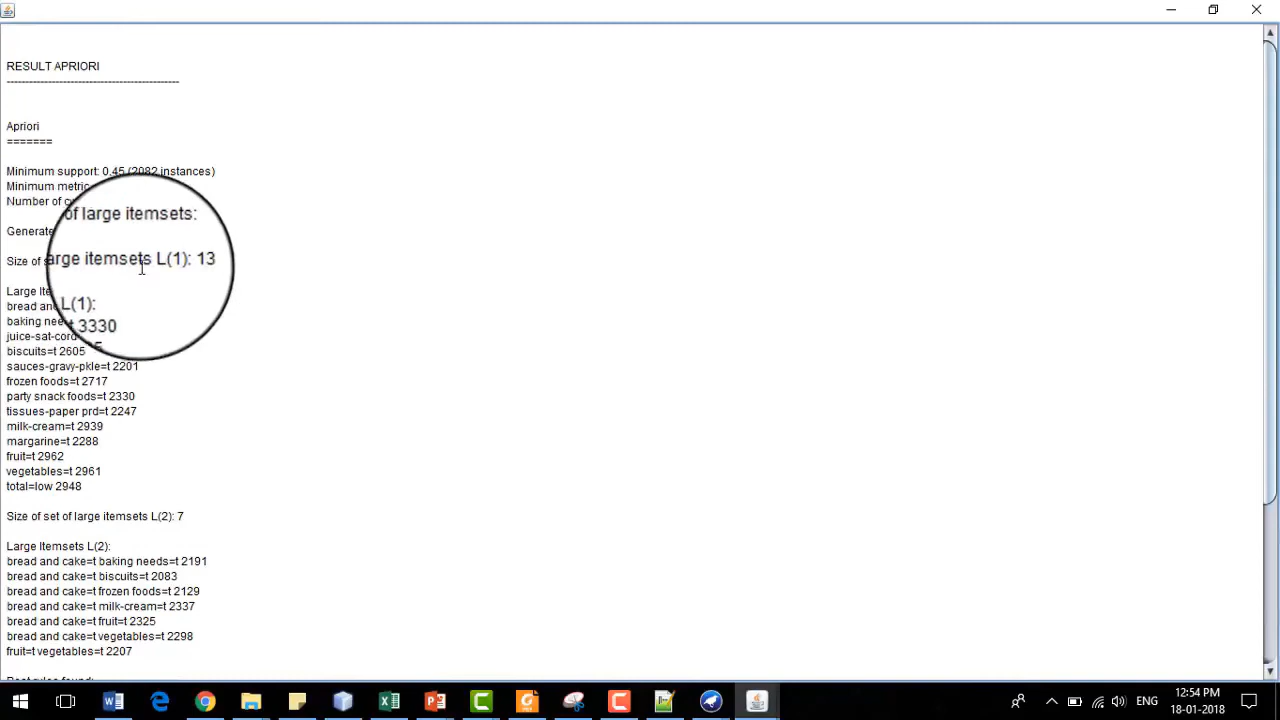 RESULT APRIORI
---------------------------------------------
Apriori
=======
Minimum support: 0.45 (2082 instances)
Minimum metric
Number of
Generate
of large itemsets:
Size of
large itemsets L(1): 13
Large
L(1):
bread and
t 3330
baking
juice-sat-cord
biscuits=t 2605
sauces-gravy-pkle=t 2201
frozen foods=t 2717
party snack foods=t 2330
tissues-paper prd=t 2247
milk-cream=t 2939
margarine=t 2288
fruit=t 2962
vegetables=t 2961
total=low 2948
Size of set of large itemsets L(2): 7
Large Itemsets L(2):
bread and cake=t baking needs=t 2191
bread and cake=t biscuits=t 2083
bread and cake=t frozen foods=t 2129
bread and cake=t milk-cream=t 2337
bread and cake=t fruit=t 2325
bread and cake=t vegetables=t 2298
fruit=t vegetables=t 2207
Best rules found:
ENG
12:54 PM
18-01-2018